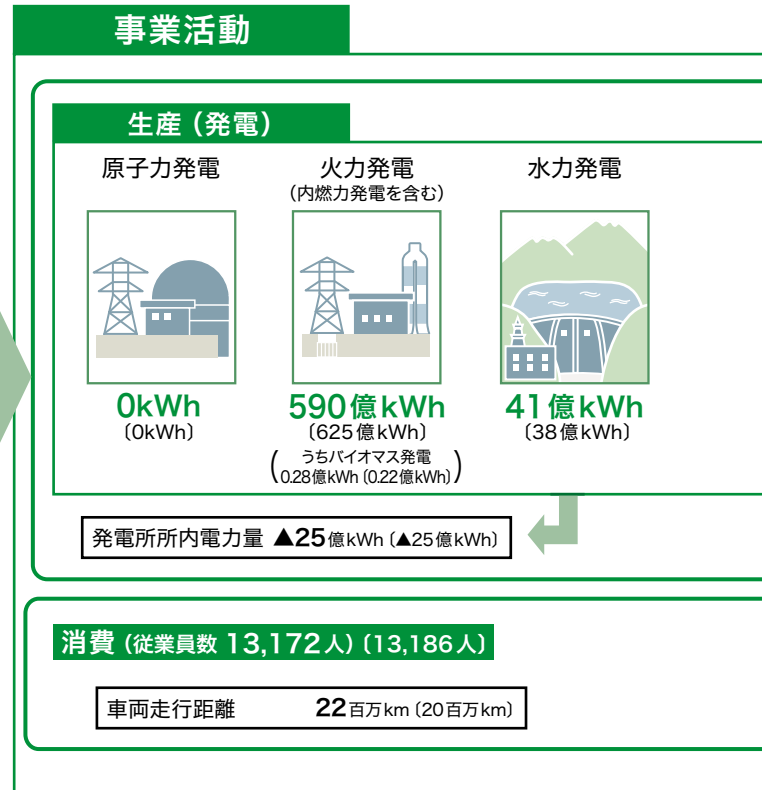 事業活動
生産（発電）
原子力発電
火力発電
（内燃力発電を含む）
水力発電
0kWh
〔0kWh〕
590億kWh
〔625億kWh〕
（うちバイオマス発電
0.28億kWh〔0.22億kWh〕）
41億kWh
〔38億kWh〕
発電所所内電力量 ▲25億kWh〔▲25億kWh〕
消費（従業員数 13,172人）〔13,186人〕
車両走行距離 22百万km〔20百万km〕